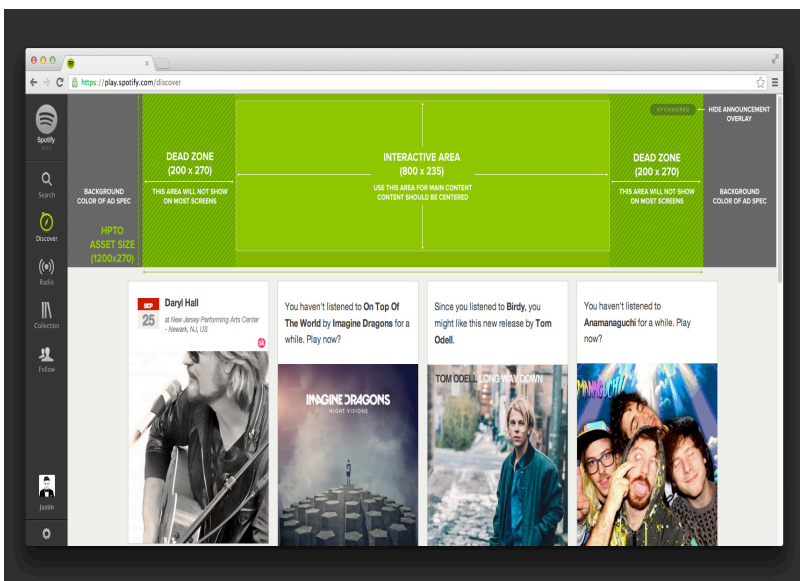 https://play.spotify.com/discover
Spotify
BETA
Search
Discover
Radio
Collection
Follow
Justin
SPONSORED
HIDE ANNOUNCEMENT
OVERLAY
BACKGROUND
COLOR OF AD SPEC
HPTO
ASSET SIZE
(1200x270)
DEAD ZONE
(200 x 270)
THIS AREA WILL NOT SHOW
ON MOST SCREENS
INTERACTIVE AREA
(800 x 235)
USE THIS AREA FOR MAIN CONTENT
CONTENT SHOULD BE CENTERED
DEAD ZONE
(200 x 270)
THIS AREA WILL NOT SHOW
ON MOST SCREENS
BACKGROUND
COLOR OF AD SPEC
SEP
25
Daryl Hall
at New Jersey Performing Arts Center
- Newark, NJ, US
You haven't listened to On Top Of
The World by Imagine Dragons for a
while. Play now?
IMAGINE DRAGONS
NIGHT VISIONS
Since you listened to Birdy, you
might like this new release by Tom
Odell.
TOM ODELL LONG WAY DOWN
You haven't listened to
Anamanaguchi for a while. Play
now?